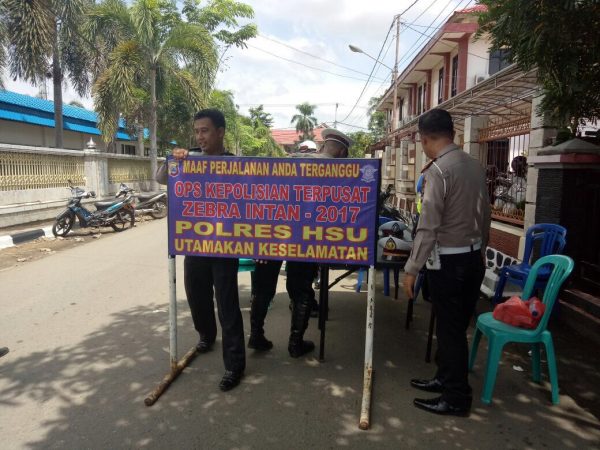 MAAF PERJALANAN ANDA TERGANGGU
OPS KEPOLISIAN TERPUSAT
ZEBRA INTAN - 2017
POLRES HSU
UTAMAKAN KESELAMATAN